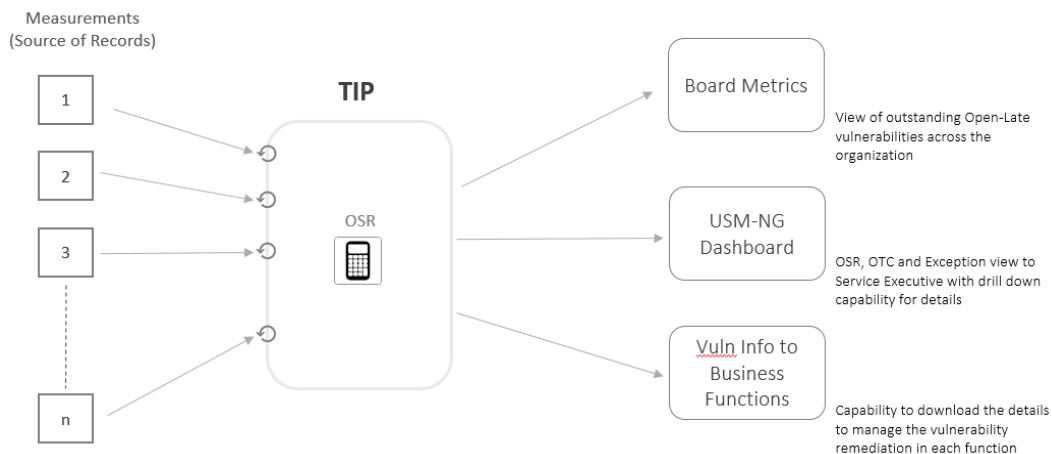 Measurements
(Source of Records)
1
2
3
n
TIP
OSR
Board Metrics
View of outstanding Open-Late
vulnerabilities across the
organization
USM-NG
Dashboard
OSR, OTC and Exception view to
Service Executive with drill down
capability for details
Vuln Info to
Business
Functions
Capability to download the details
to manage the vulnerability
remediation in each function